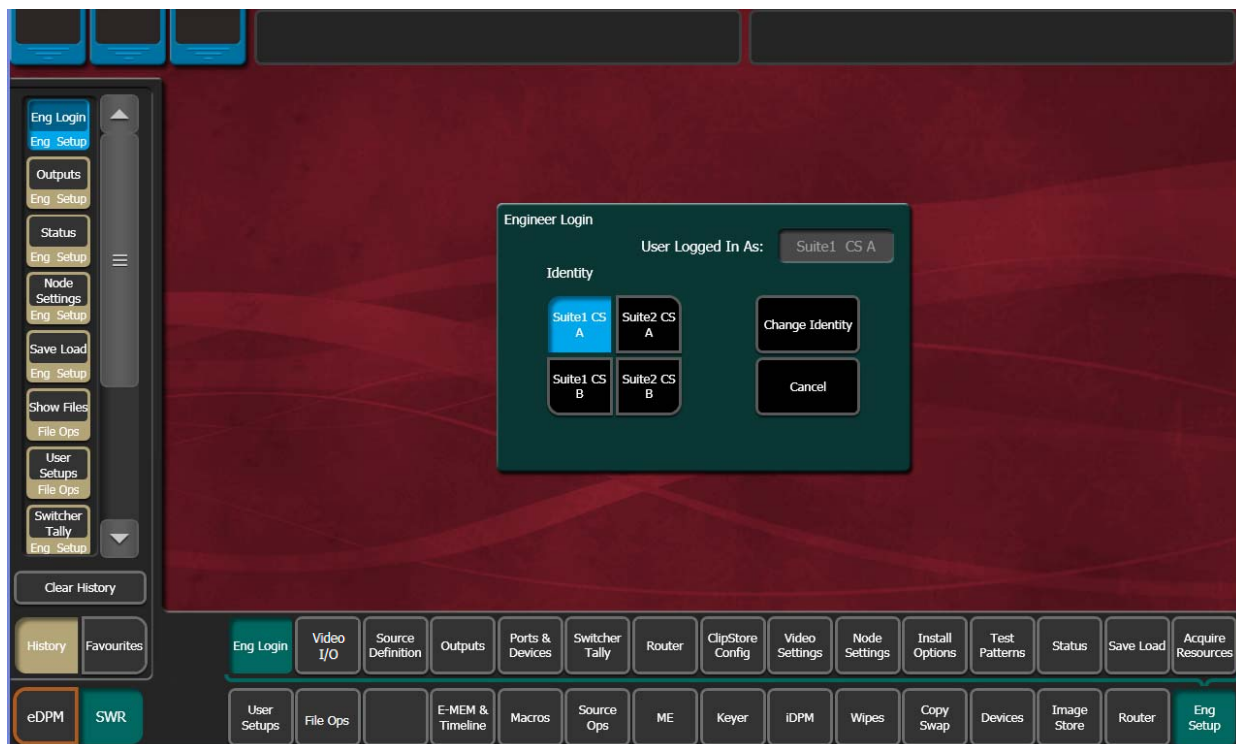 Eng Login
Eng Setup
Outputs
Eng Setup
Status
Eng Setup
Node
Settings
Eng Setup
Save Load
Eng Setup
Show Files
File Ops
User
Setups
File Ops
Switcher
Tally
Eng Setup
Clear History
History
Favourites
eDPM
SWR
Engineer Login
User Logged In As:
Suite1 CS A
Identity
Suite1 CS
A
Suite2 CS
A
Change Identity
Suite1 CS
B
Suite2 CS
B
Cancel
Eng Login
Video
I/O
Source
Definition
Outputs
Ports &
Devices
Switcher
Tally
Router
ClipStore
Config
Video
Settings
Node
Settings
Install
Options
Test
Patterns
Status
Save Load
Acquire
Resources
User
Setups
File Ops
E-MEM &
Timeline
Macros
Source
Ops
ME
Keyer
iDPM
Wipes
Copy
Swap
Devices
Image
Store
Router
Eng
Setup